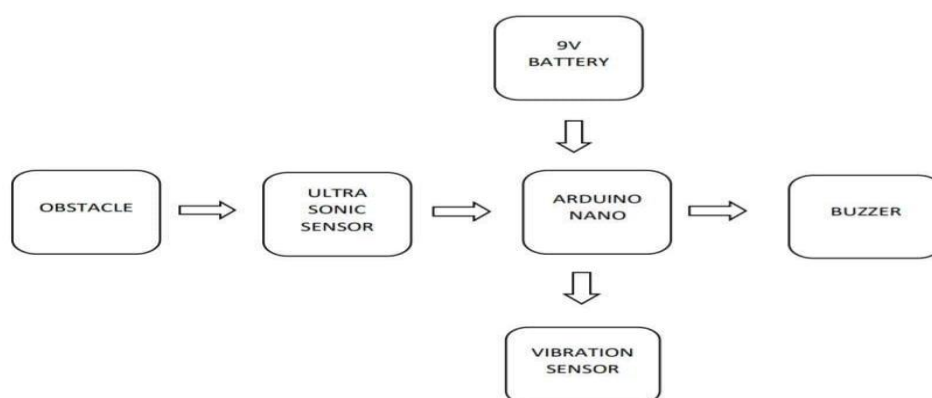 9V
BATTERY
OBSTACLE
ULTRA
SONIC
SENSOR
ARDUINO
NANO
BUZZER
VIBRATION
SENSOR